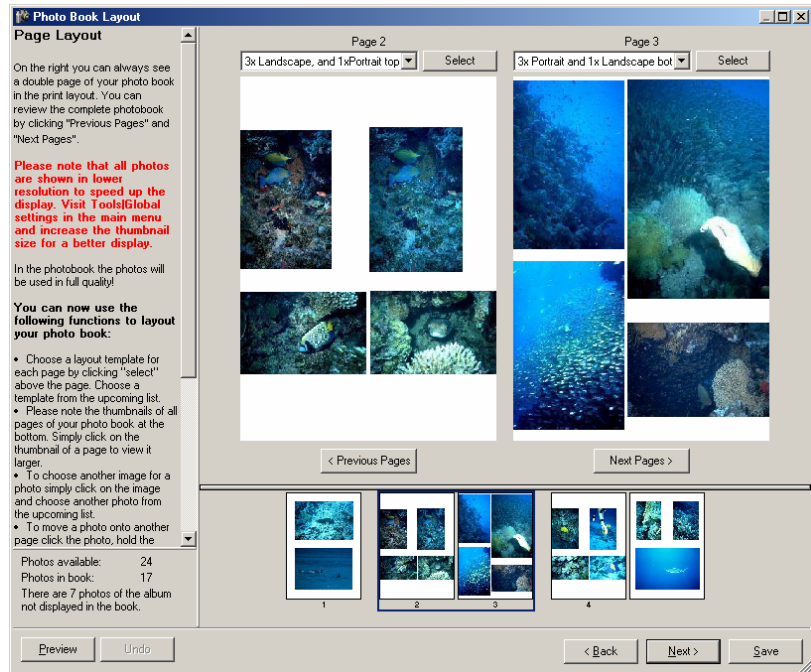 Photo Book Layout
Page Layout
On the right you can always see
a double page of your photo book
in the print layout. You can
review the complete photobook
by clicking "Previous Pages" and
"Next Pages".
Please note that all photos
are shown in lower
resolution to speed up the
display. Visit Tools|Global
settings in the main menu
and increase the thumbnail
size for a better display.
In the photobook the photos will
be used in full quality!
You can now use the
following functions to layout
your photo book:
• Choose a layout template for
each page by clicking "select"
above the page. Choose a
template from the upcoming list.
• Please note the thumbnails of all
pages of your photo book at the
bottom. Simply click on the
thumbnail of a page to view it
larger.
• To choose another image for a
photo simply click on the image
and choose another photo from
the upcoming list.
• To move a photo onto another
page click the photo, hold the
Photos available: 24
Photos in book: 17
There are 7 photos of the album
not displayed in the book.
Page 2
3x Landscape, and 1xPortrait top
Select
Page 3
3x Portrait and 1x Landscape bot
Select
< Previous Pages
Next Pages >
1
2
3
4
Preview
Undo
< Back
Next >
Save